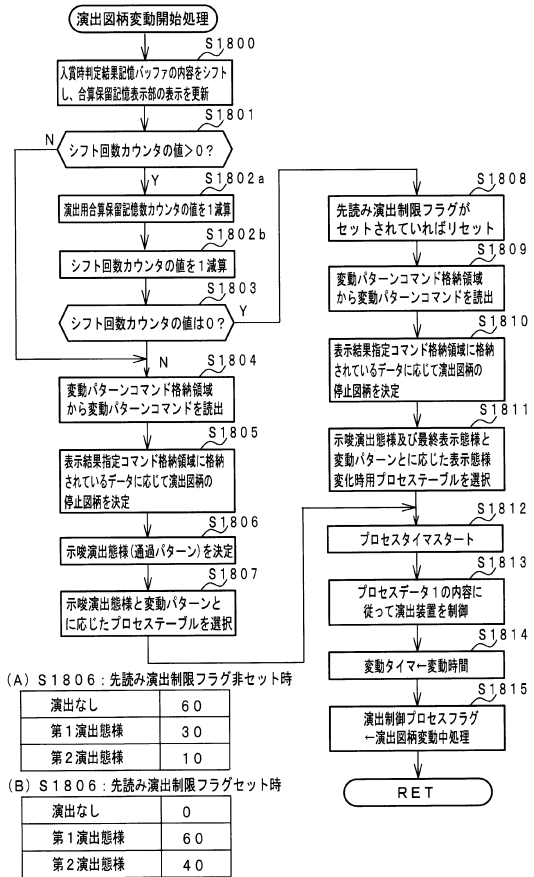 演出図柄変動開始処理
S1800
入賞時判定結果記憶バッファの内容をシフト
し、合算保留記憶表示部の表示を更新
S1801
シフト回数カウンタの値>0?
N
Y
S1802a
演出用合算保留記憶数カウンタの値を1減算
S1802b
シフト回数カウンタの値を1減算
S1803
シフト回数カウンタの値は0?
Y
N
S1804
変動パターンコマンド格納領域
から変動パターンコマンドを読出
S1805
表示結果指定コマンド格納領域に格納
されているデータに応じて演出図柄の
停止図柄を決定
S1806
示唆演出態様(通過パターン)を決定
S1807
示唆演出態様と変動パターンと
に応じたプロセステーブルを選択
S1808
先読み演出制限フラグが
セットされていればリセット
S1809
変動パターンコマンド格納領域
から変動パターンコマンドを読出
S1810
表示結果指定コマンド格納領域に格納
されているデータに応じて演出図柄の
停止図柄を決定
S1811
示唆演出態様及び最終表示態様と
変動パターンとに応じた表示態様
変化時用プロセステーブルを選択
S1812
プロセスタイマスタート
S1813
プロセスデータ1の内容に
従って演出装置を制御
S1814
変動タイマ←変動時間
S1815
演出制御プロセスフラグ
←演出図柄変動中処理
RET
(A)S1806:先読み演出制限フラグ非セット時
演出なし 60
第1演出態様 30
第2演出態様 10
(B)S1806:先読み演出制限フラグセット時
演出なし 0
第1演出態様 60
第2演出態様 40